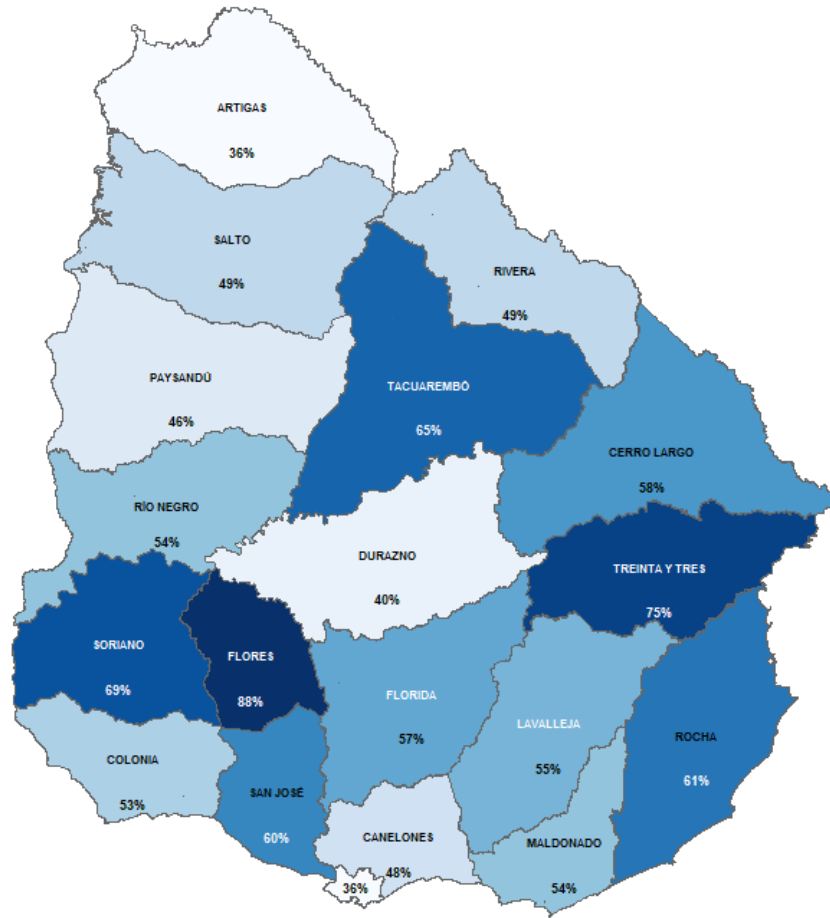 ARTIGAS
36%
SALTO
49%
RIVERA
49%
PAYSANDÚ
46%
TACUAREMBÓ
65%
CERRO LARGO
58%
RÍO NEGRO
54%
DURAZNO
40%
TREINTA Y TRES
75%
SORIANO
69%
FLORES
88%
FLORIDA
57%
LAVALLEJA
55%
ROCHA
61%
COLONIA
53%
SAN JOSÉ
60%
CANELONES
48%
MALDONADO
54%
36%